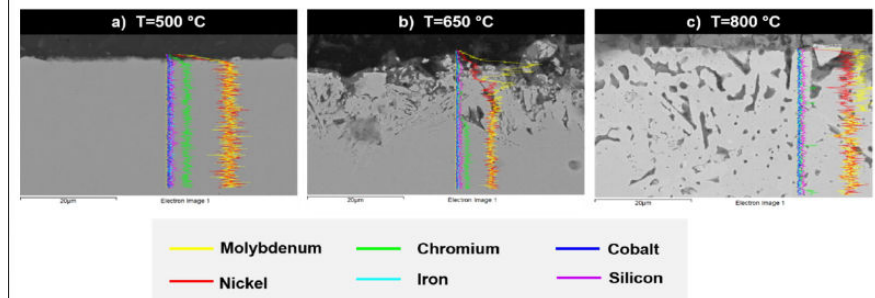 a) T=500 °C
b) T=650 °C
c) T=800 °C
20µm
Electron Image 1
20µm
Electron Image 1
20µm
Electron Image 1
Molybdenum
Chromium
Cobalt
Nickel
Iron
Silicon